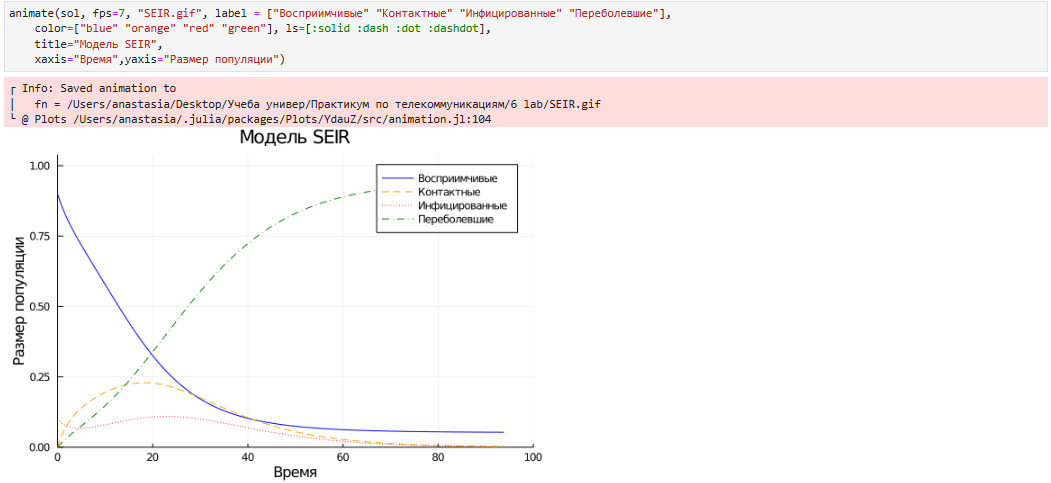 animate(sol, fps=7, "SEIR.gif", label = ["Восприимчивые" "Контактные" "Инфицированные" "Переболевшие"],
color=["blue" "orange" "red" "green"], ls=[:solid :dash :dot :dashdot],
title="Модель SEIR",
xaxis="Время",yaxis="Размер популяции")
┌ Info: Saved animation to
│ fn = /Users/anastasia/Desktop/Учеба универ/Практикум по телекоммуникациям/6 lab/SEIR.gif
└ @ Plots /Users/anastasia/.julia/packages/Plots/YdauZ/src/animation.jl:104
Модель SEIR
1.00
0.75
0.50
0.25
0.00
Размер популяции
Восприимчивые
Контактные
Инфицированные
Переболевшие
0 20 40 60 80 100
Время